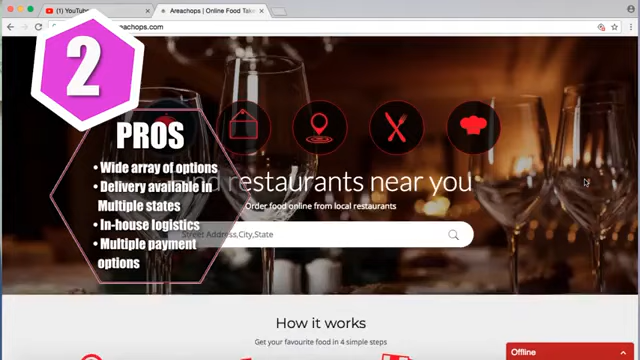 (1) YouTube
Areachops | Online Food Take
eachops.com
2
PROS
• Wide array of options
• Delivery available in
Multiple states
• In-house logistics
• Multiple payment
options
restaurants near you
Order food online from local restaurants
Street Address,City,State
How it works
Get your favourite food in 4 simple steps
Offline